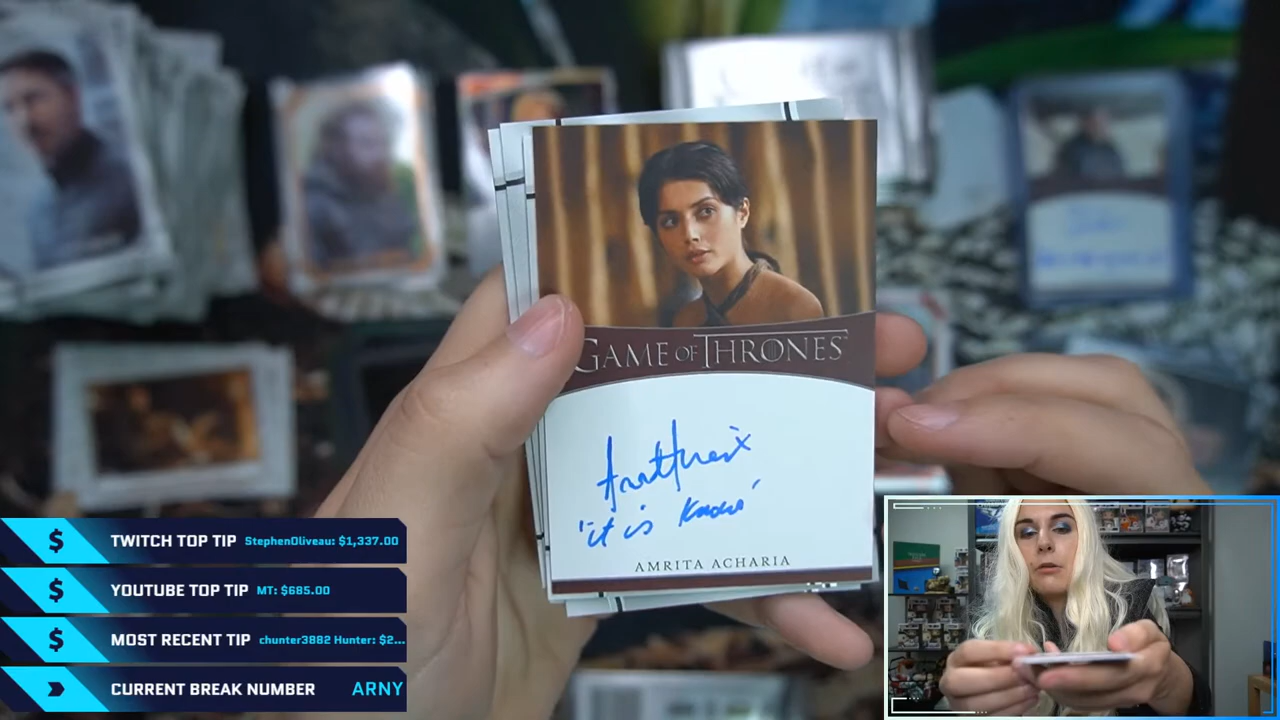 GAME OF THRONES
'it is known'
AMRITA ACHARIA
$ TWITCH TOP TIP StephenOliveau: $1,337.00
$ YOUTUBE TOP TIP MT: $685.00
$ MOST RECENT TIP chunter3882 Hunter: $2...
CURRENT BREAK NUMBER ARNY